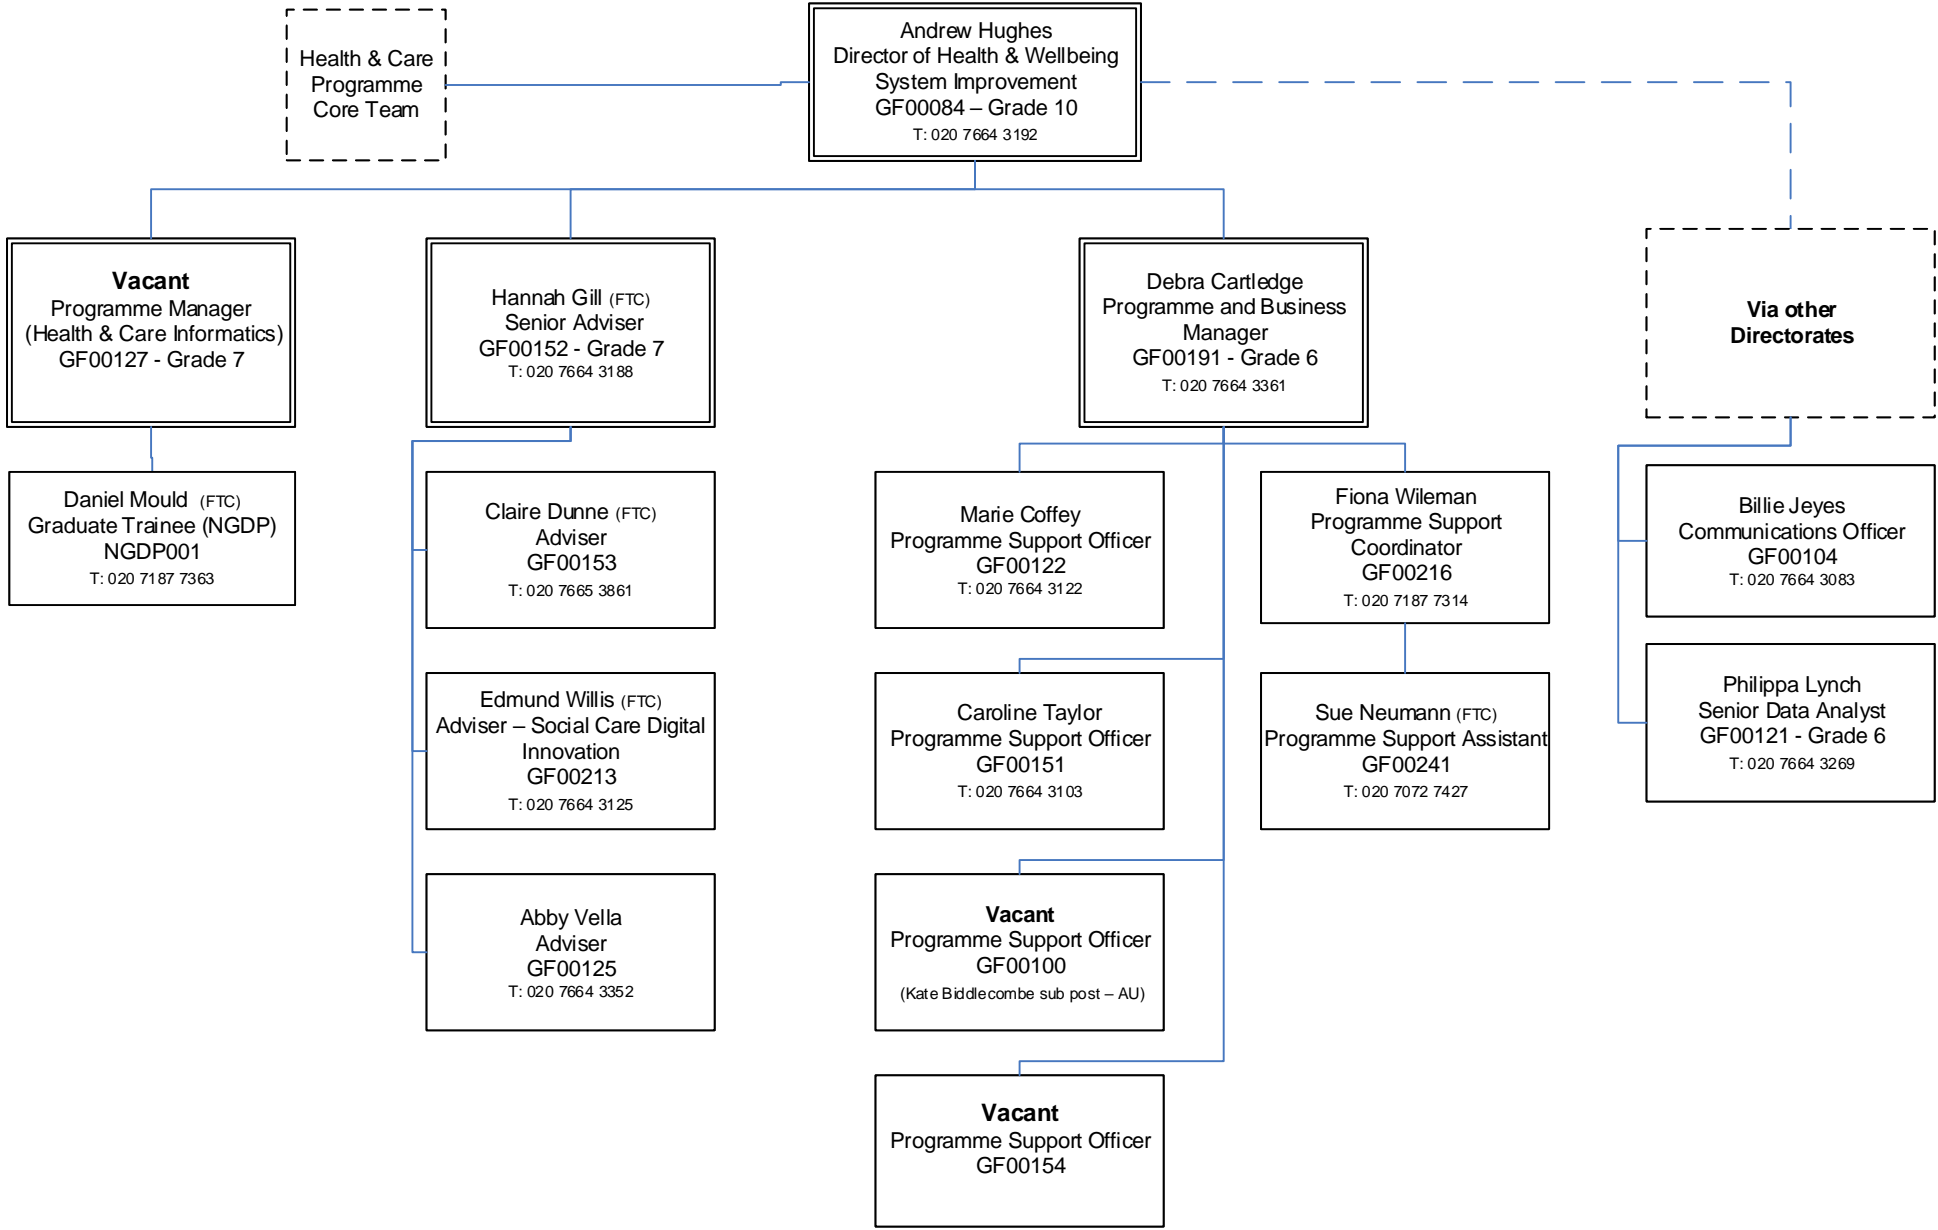 Health & Care
Programme
Core Team
Andrew Hughes
Director of Health & Wellbeing
System Improvement
GF00084 – Grade 10
T: 020 7664 3192
Vacant
Programme Manager
(Health & Care Informatics)
GF00127 - Grade 7
Hannah Gill (FTC)
Senior Adviser
GF00152 - Grade 7
T: 020 7664 3188
Debra Cartledge
Programme and Business
Manager
GF00191 - Grade 6
T: 020 7664 3361
Via other
Directorates
Daniel Mould (FTC)
Graduate Trainee (NGDP)
NGDP001
T: 020 7187 7363
Claire Dunne (FTC)
Adviser
GF00153
T: 020 7665 3861
Marie Coffey
Programme Support Officer
GF00122
T: 020 7664 3122
Fiona Wileman
Programme Support
Coordinator
GF00216
T: 020 7187 7314
Billie Jeyes
Communications Officer
GF00104
T: 020 7664 3083
Edmund Willis (FTC)
Adviser – Social Care Digital
Innovation
GF00213
T: 020 7664 3125
Caroline Taylor
Programme Support Officer
GF00151
T: 020 7664 3103
Sue Neumann (FTC)
Programme Support Assistant
GF00241
T: 020 7072 7427
Philippa Lynch
Senior Data Analyst
GF00121 - Grade 6
T: 020 7664 3269
Abby Vella
Adviser
GF00125
T: 020 7664 3352
Vacant
Programme Support Officer
GF00100
(Kate Biddlecombe sub post – AU)
Vacant
Programme Support Officer
GF00154